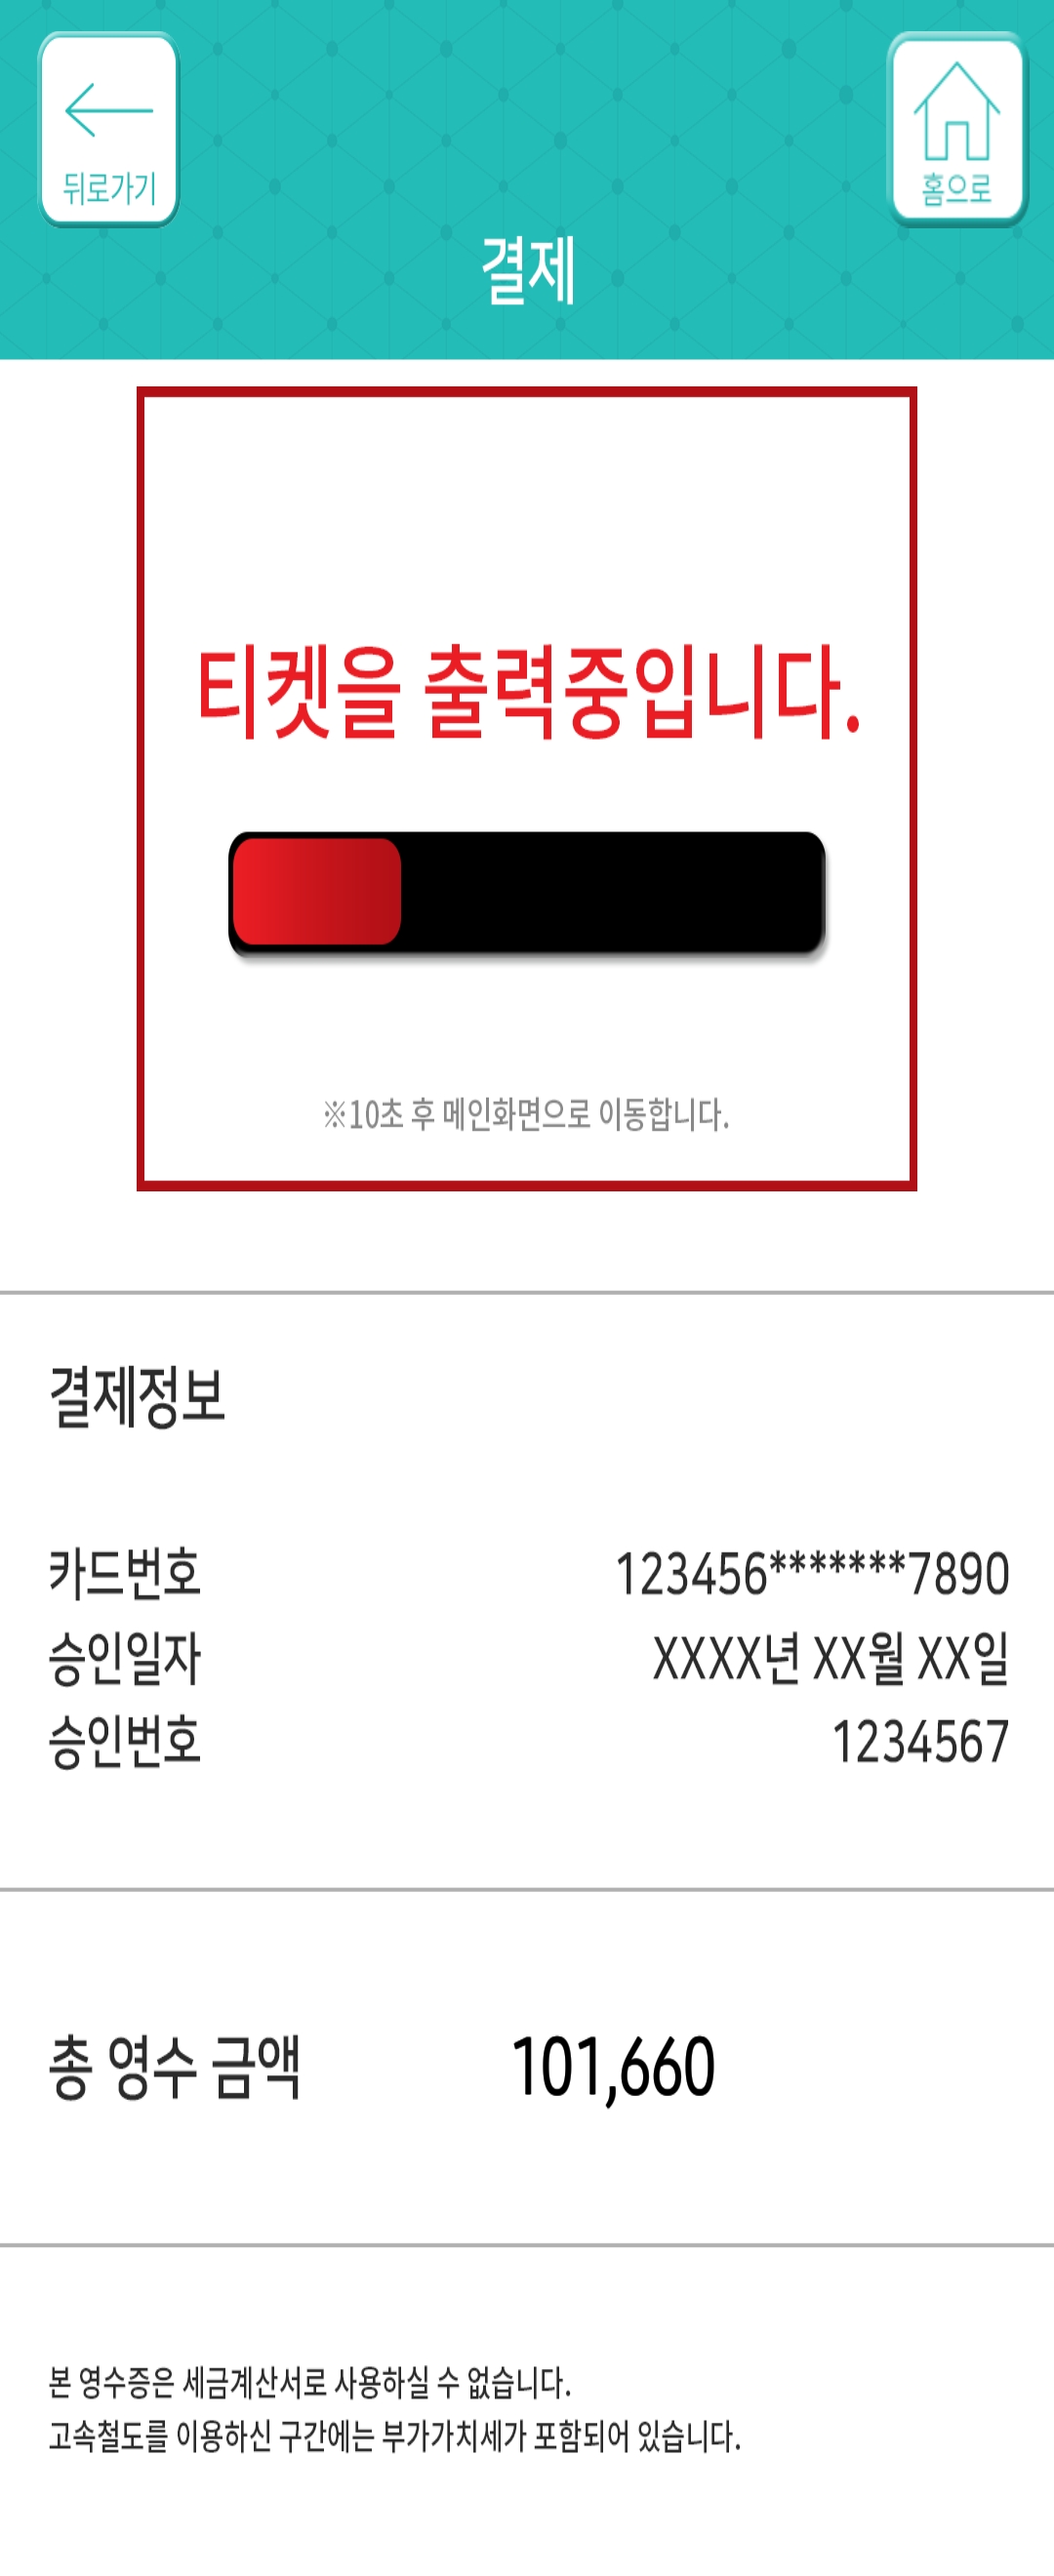 뒤로가기
홈으로
결제
티켓을 출력중입니다.
※10초 후 메인화면으로 이동합니다.
결제정보
카드번호 123456*******7890
승인일자 XXXX년 XX월 XX일
승인번호 1234567
총 영수 금액 101,660
본 영수증은 세금계산서로 사용하실 수 없습니다.
고속철도를 이용하신 구간에는 부가가치세가 포함되어 있습니다.